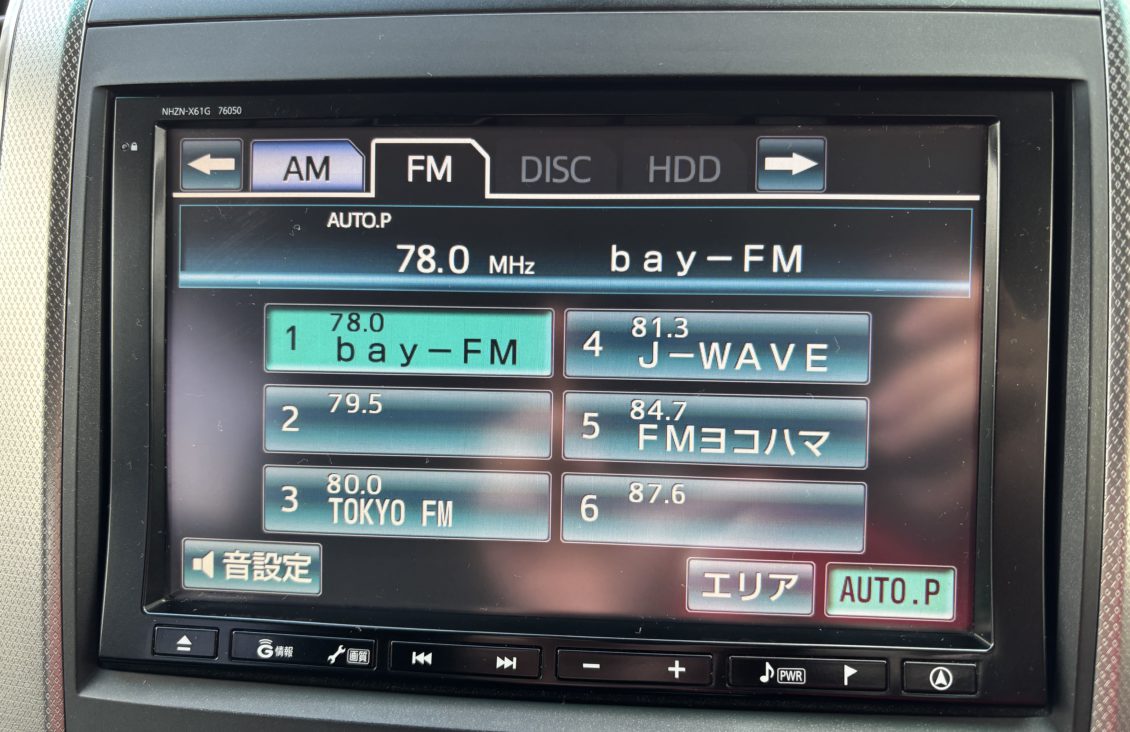 NHZN-X61G 76050
AM FM DISC HDD
AUTO.P
78.0 MHz bay-FM
1 78.0 bay-FM
2 79.5
3 80.0 TOKYO FM
4 81.3 J-WAVE
5 84.7 FMヨコハマ
6 87.6
音設定 エリア AUTO.P
G情報 画質 - + PWR